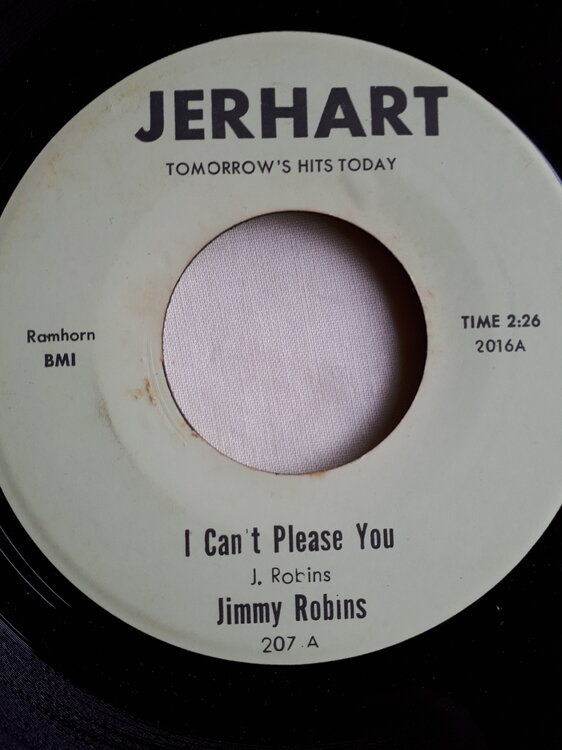 JERHART
TOMORROW'S HITS TODAY
Ramhorn
BMI
TIME 2:26
2016A
I Can't Please You
J. Robins
Jimmy Robins
207 A